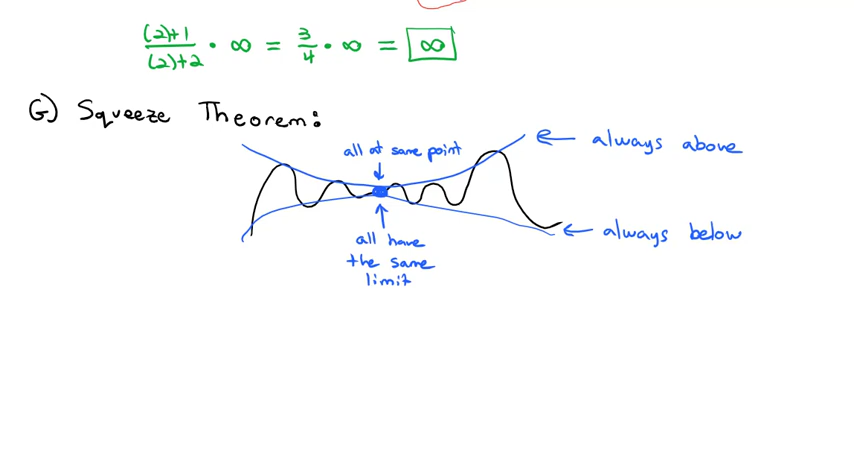 (2)+1 / (2)+2 • ∞ = 3/4 • ∞ = ∞
G) Squeeze Theorem:
all at same point
always above
always below
all have
the same
limit